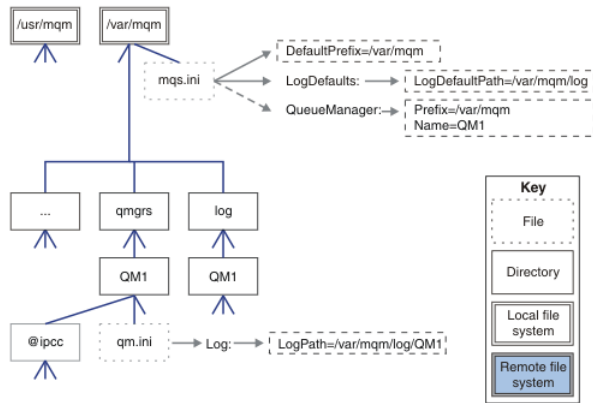 /usr/mqm
/var/mqm
mqs.ini
DefaultPrefix=/var/mqm
LogDefaults:
LogDefaultPath=/var/mqm/log
QueueManager:
Prefix=/var/mqm
Name=QM1
...
qmgrs
log
QM1
QM1
@ipcc
qm.ini
Log:
LogPath=/var/mqm/log/QM1
Key
File
Directory
Local file
system
Remote file
system